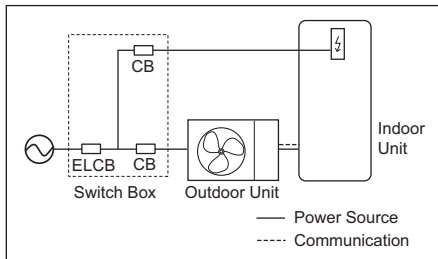 CB
ELCB
CB
Switch Box
Outdoor Unit
Indoor
Unit
Power Source
Communication